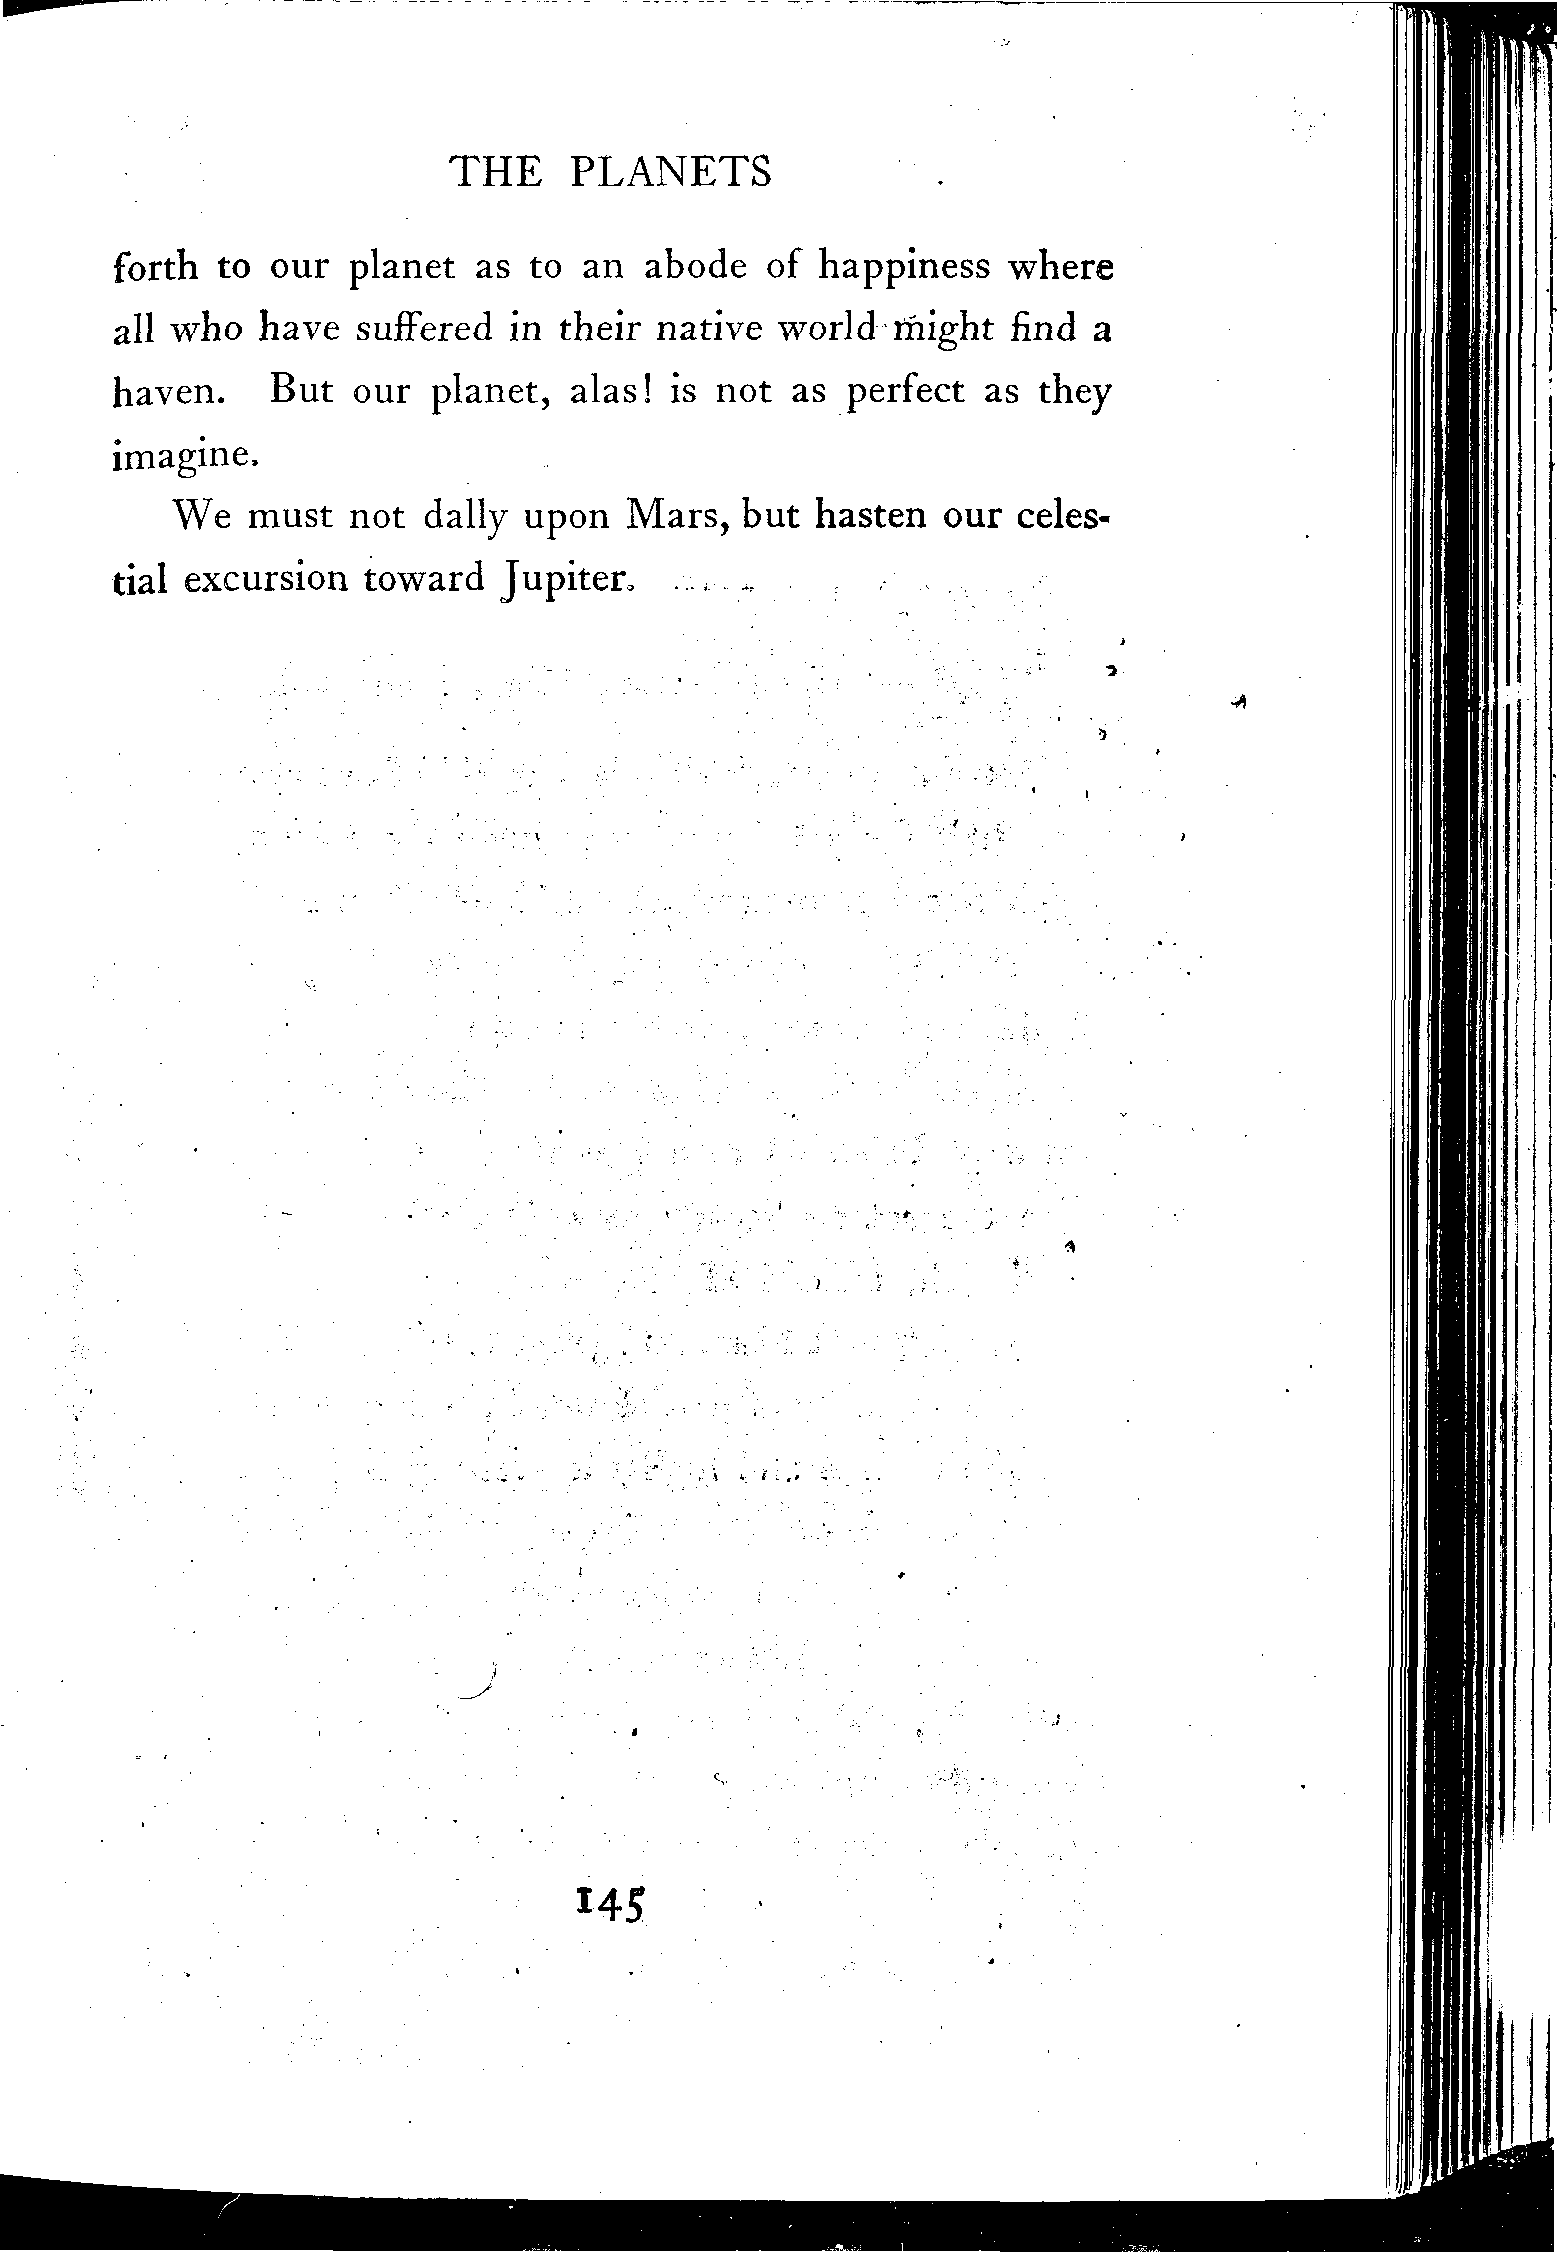 THE PLANETS
forth to our planet as to an abode of happiness where
all who have suffered in their native world might find a
haven. But our planet, alas! is not as perfect as they
imagine.
We must not dally upon Mars, but hasten our celes-
tial excursion toward Jupiter.
145